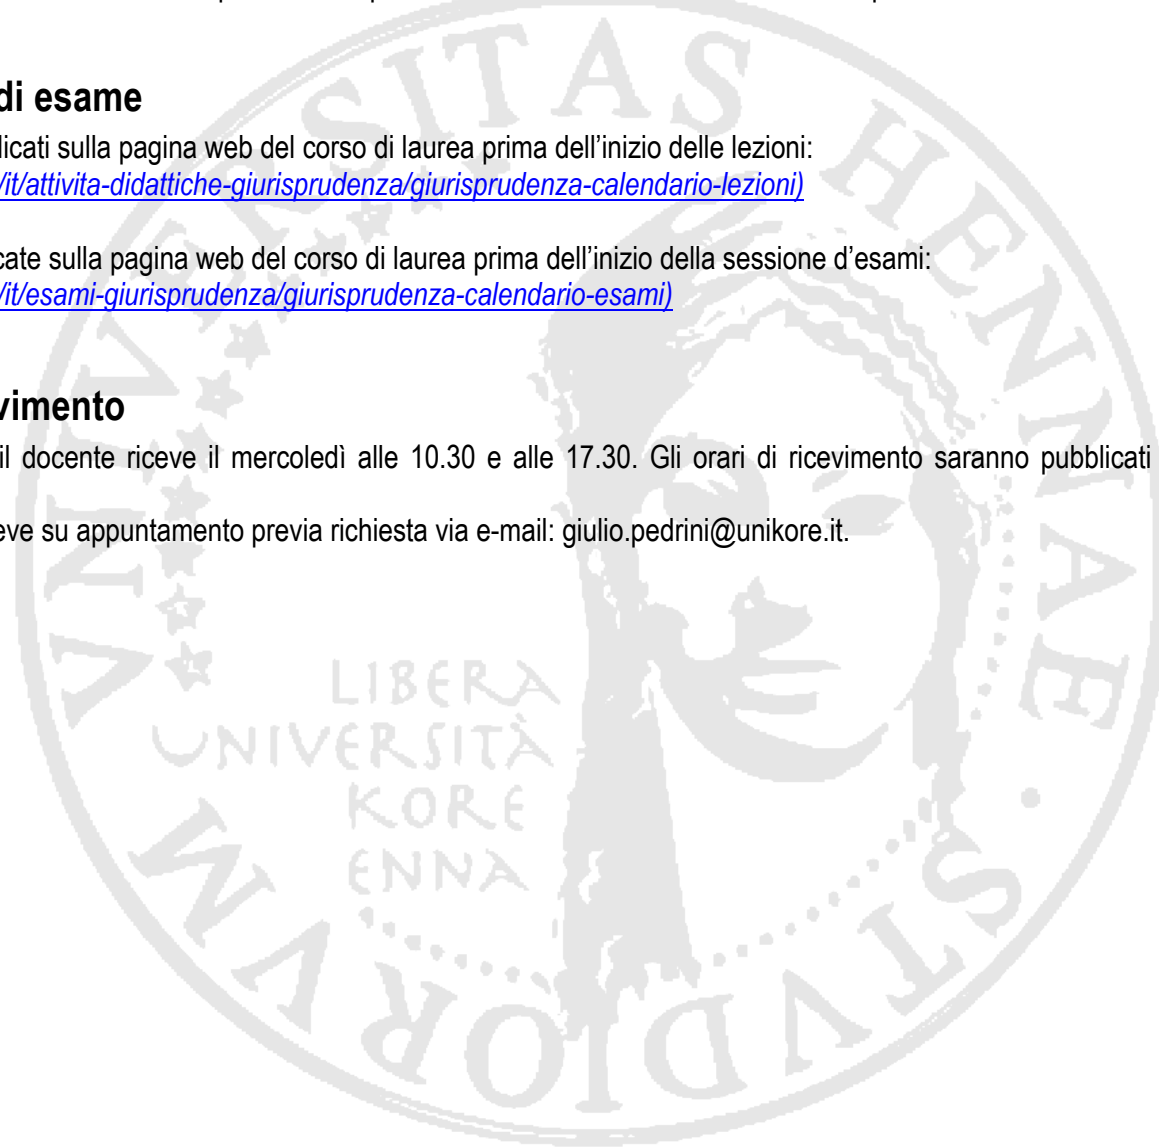 di esame
licati sulla pagina web del corso di laurea prima dell’inizio delle lezioni:
/it/attivita-didattiche-giurisprudenza/giurisprudenza-calendario-lezioni)
cate sulla pagina web del corso di laurea prima dell’inizio della sessione d’esami:
/it/esami-giurisprudenza/giurisprudenza-calendario-esami)
vimento
il docente riceve il mercoledì alle 10.30 e alle 17.30. Gli orari di ricevimento saranno pubblicati
eve su appuntamento previa richiesta via e-mail: giulio.pedrini@unikore.it.
VNIVERSITAS HENNAE · STVDIORVM
LIBERA
UNIVERSITÀ
KORE
ENNA